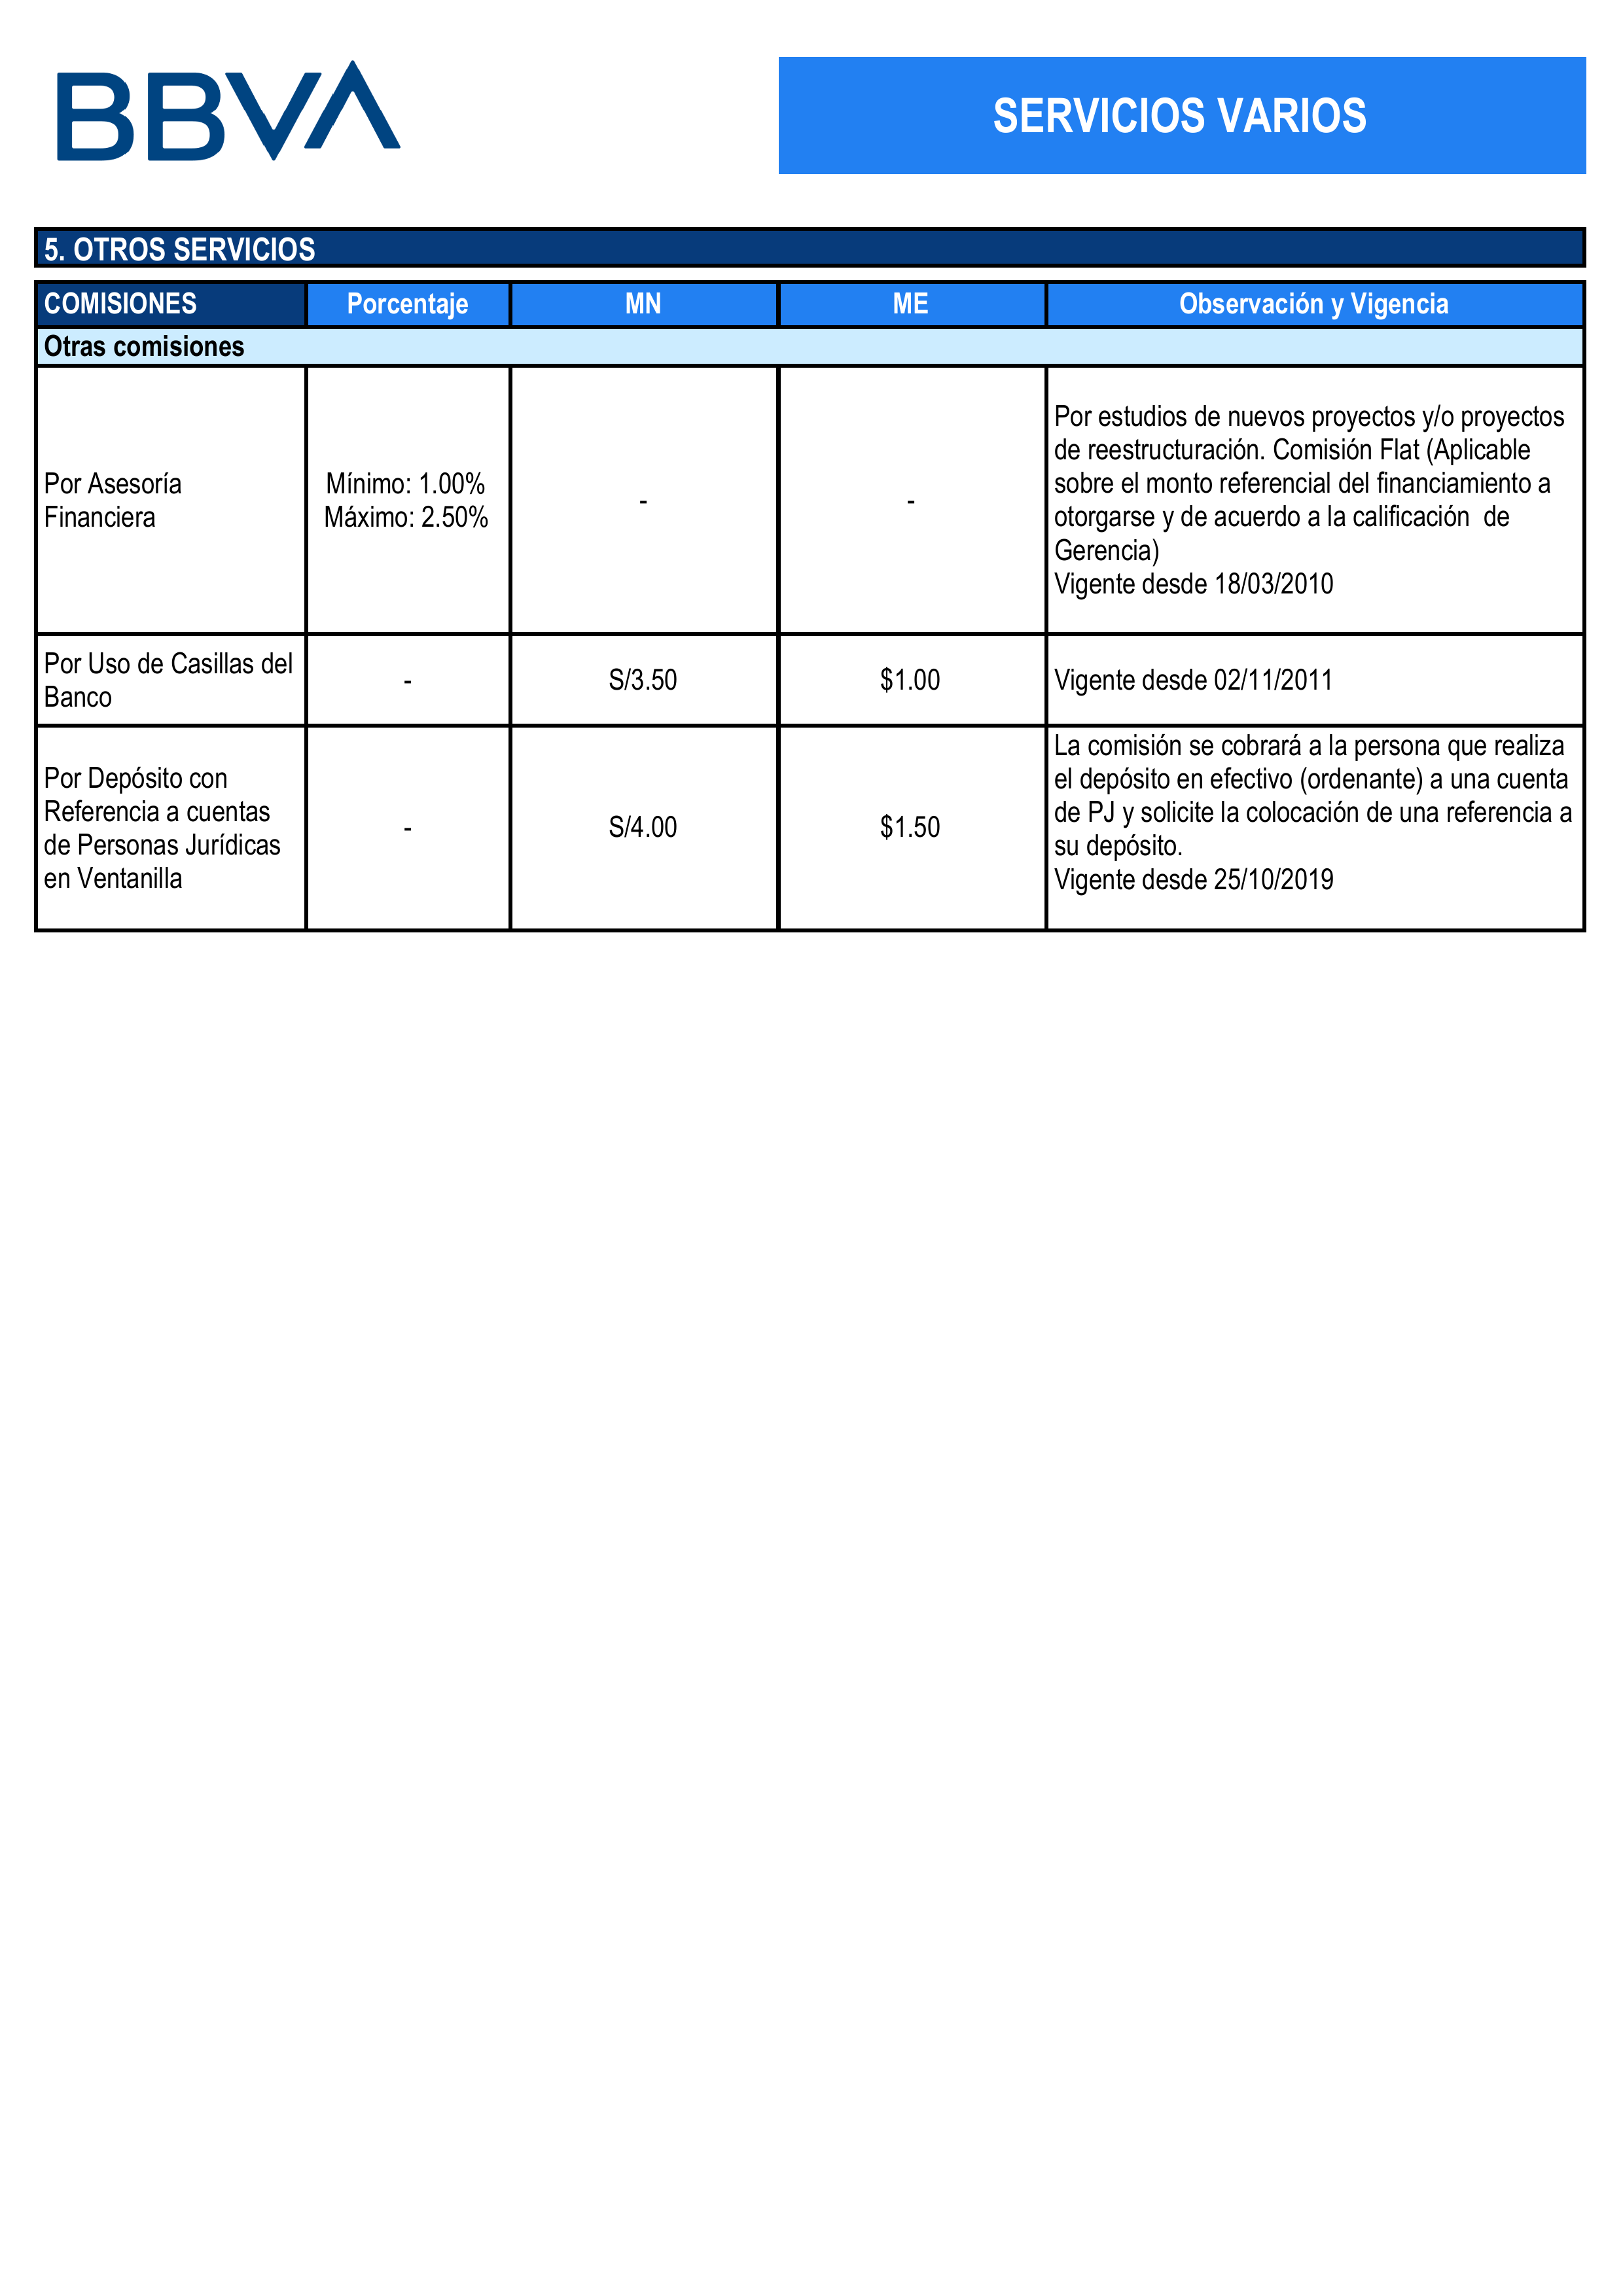 BBVA
SERVICIOS VARIOS
5. OTROS SERVICIOS
COMISIONES
Porcentaje
MN
ME
Observación y Vigencia
Otras comisiones
Por Asesoría
Financiera
Mínimo: 1.00%
Máximo: 2.50%
-
-
Por estudios de nuevos proyectos y/o proyectos
de reestructuración. Comisión Flat (Aplicable
sobre el monto referencial del financiamiento a
otorgarse y de acuerdo a la calificación  de
Gerencia)
Vigente desde 18/03/2010
Por Uso de Casillas del
Banco
-
S/3.50
$1.00
Vigente desde 02/11/2011
Por Depósito con
Referencia a cuentas
de Personas Jurídicas
en Ventanilla
-
S/4.00
$1.50
La comisión se cobrará a la persona que realiza
el depósito en efectivo (ordenante) a una cuenta
de PJ y solicite la colocación de una referencia a
su depósito.
Vigente desde 25/10/2019